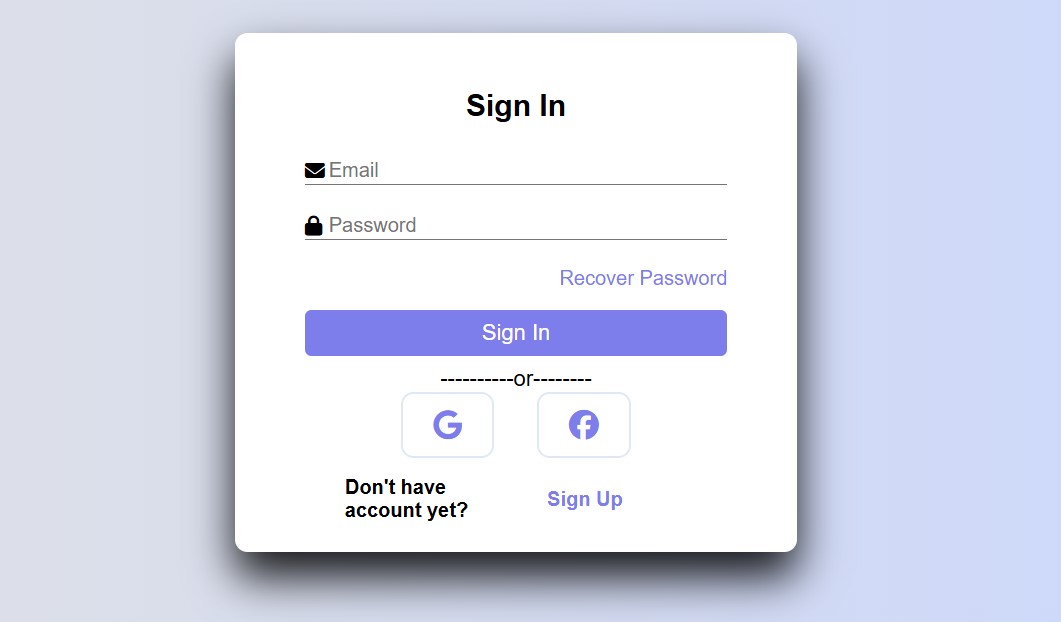 Sign In
Email
Password
Recover Password
Sign In
----------or--------
Don't have
account yet?
Sign Up